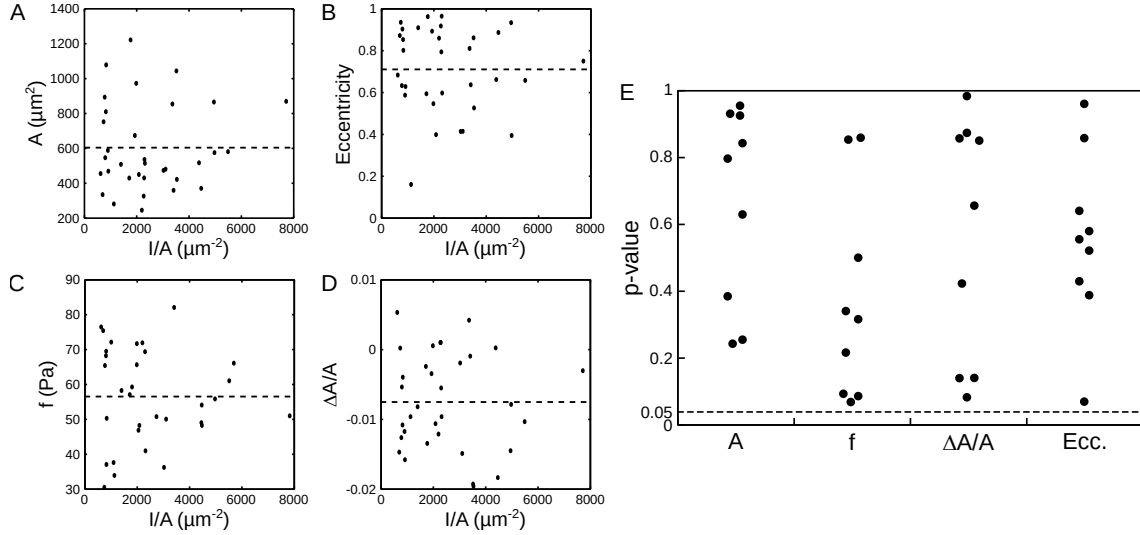 A
1400
1200
1000
800
600
400
200
A (µm²)
0 2000 4000 6000 8000
I/A (µm⁻²)
B
1
0.8
0.6
0.4
0.2
0
Eccentricity
0 2000 4000 6000 8000
I/A (µm⁻²)
C
90
80
70
60
50
40
30
f (Pa)
0 2000 4000 6000 8000
I/A (µm⁻²)
D
0.01
0
-0.01
-0.02
ΔA/A
0 2000 4000 6000 8000
I/A (µm⁻²)
E
1
0.8
0.6
0.4
0.2
0.05
0
p-value
A f ΔA/A Ecc.